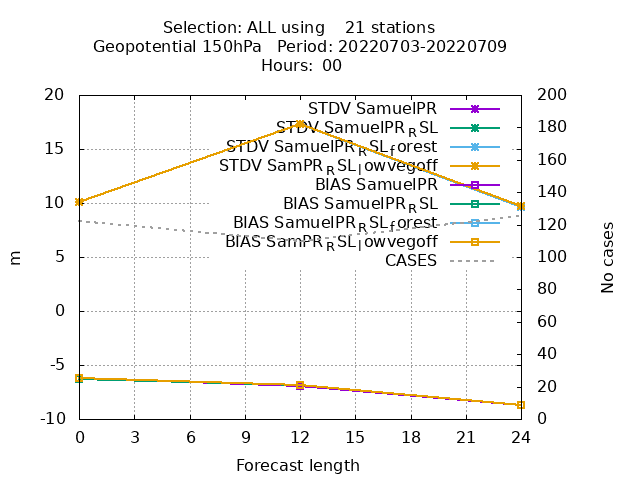 Selection: ALL using    21 stations
Geopotential 150hPa   Period: 20220703-20220709
Hours: 00
STDV SamuelPR
STDV SamuelPR_RSL
STDV SamuelPR_RSL_forest
STDV SamPR_RSL_lowvegoff
BIAS SamuelPR
BIAS SamuelPR_RSL
BIAS SamuelPR_RSL_forest
BIAS SamPR_RSL_lowvegoff
CASES
20
15
10
5
0
-5
-10
m
200
180
160
140
120
100
80
60
40
20
0
No cases
0 3 6 9 12 15 18 21 24
Forecast length